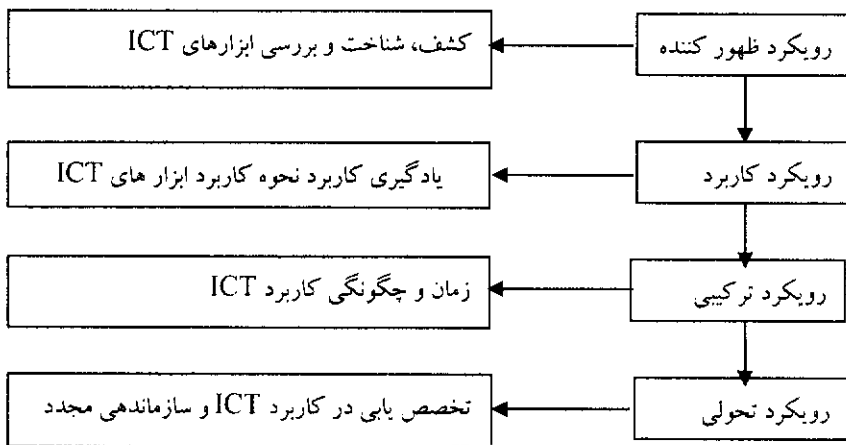 رویکرد ظهور کننده
کشف، شناخت و بررسی ابزارهای ICT
رویکرد کاربرد
یادگیری کاربرد نحوه کاربرد ابزار های ICT
رویکرد ترکیبی
زمان و چگونگی کاربرد ICT
رویکرد تحولی
تخصص یابی در کاربرد ICT و سازماندهی مجدد